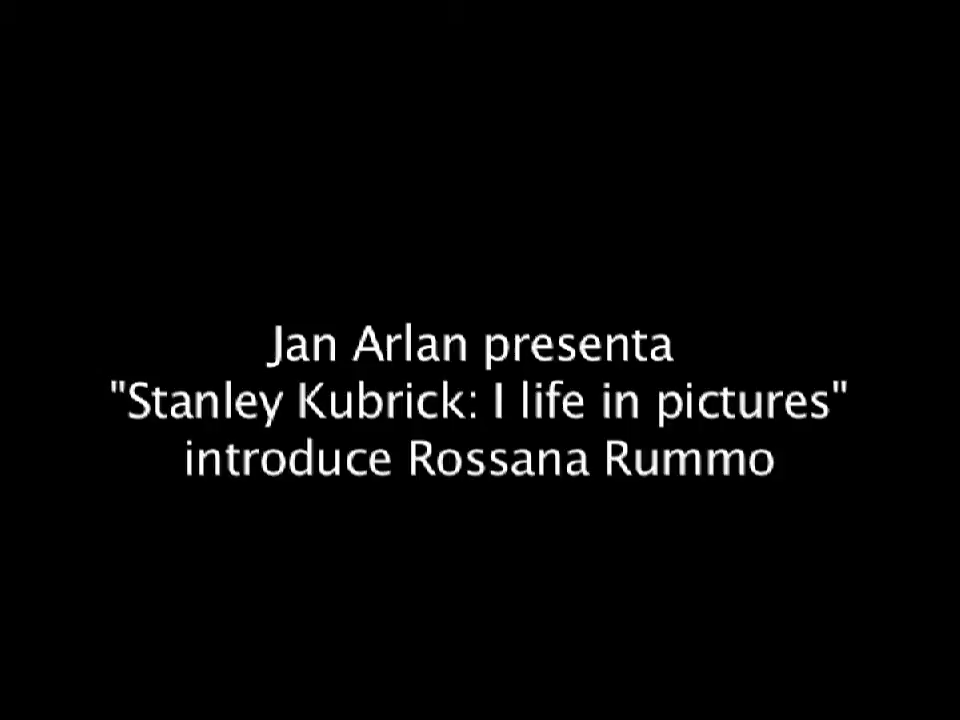 Jan Arlan presenta
"Stanley Kubrick: I life in pictures"
introduce Rossana Rummo